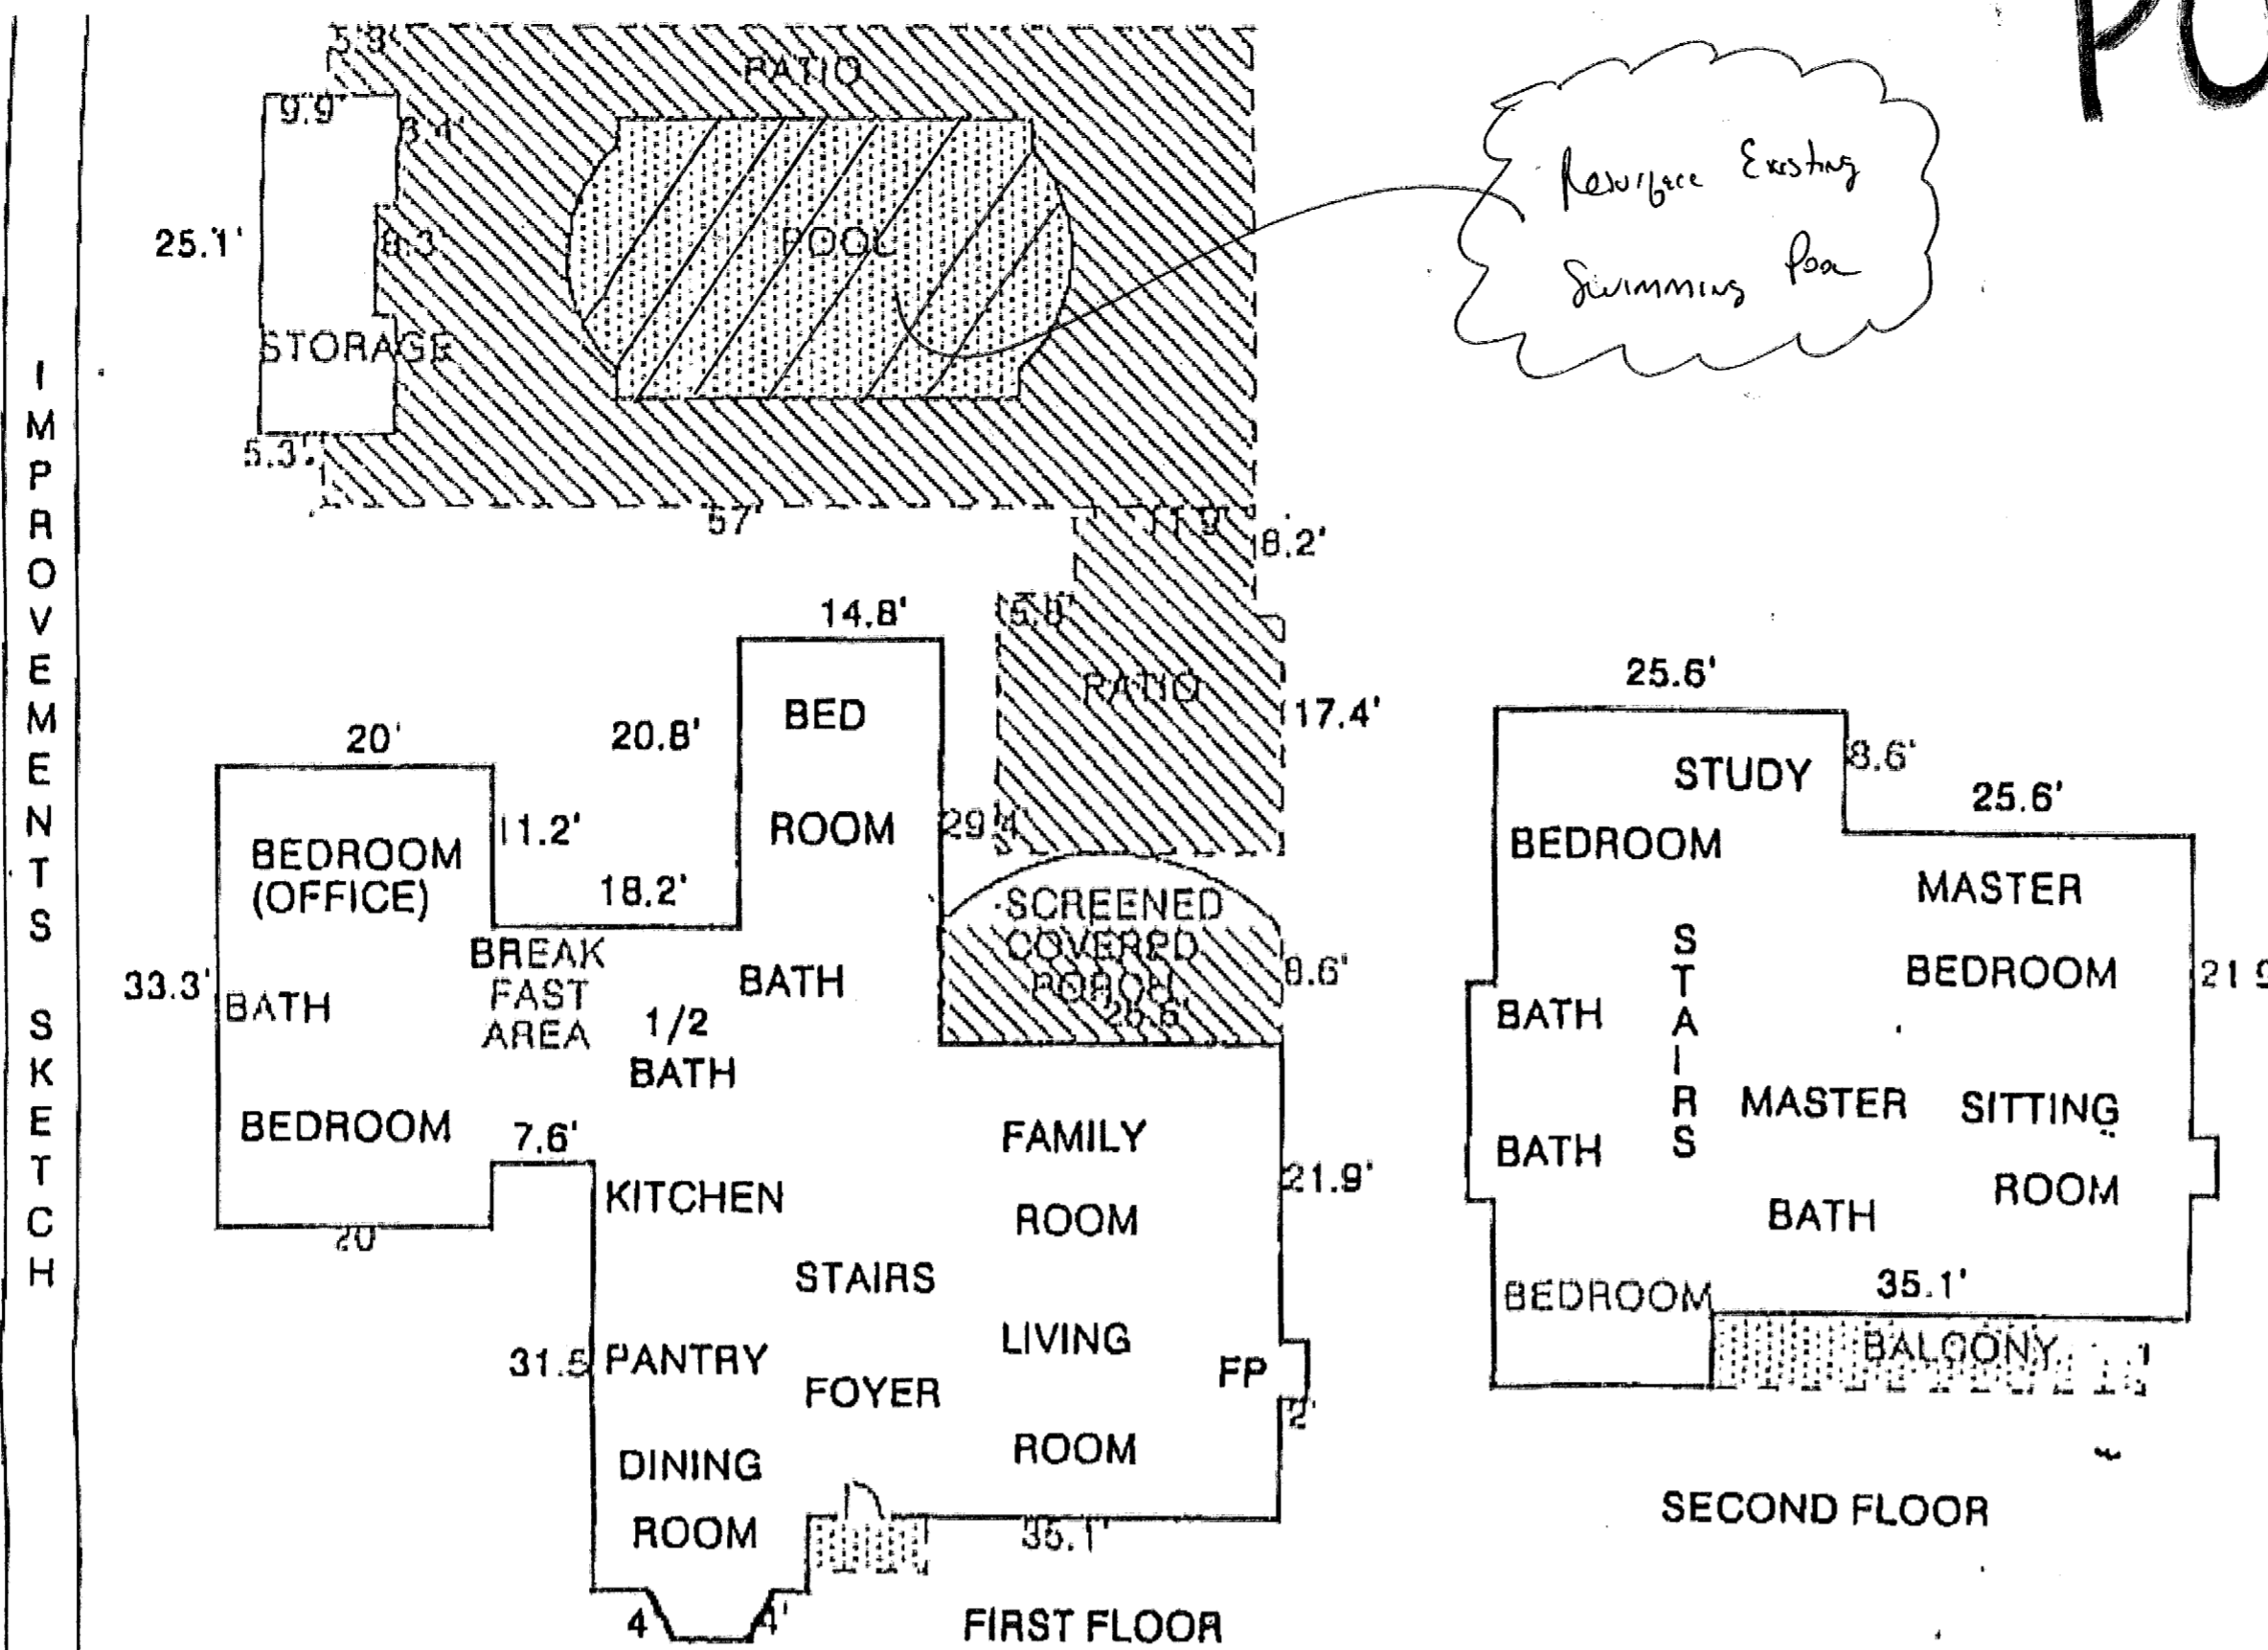 IMPROVEMENTS SKETCH
PO
5.3'
PATIO
9.9'
3.4'
25.1'
8.3'
POOL
STORAGE
5.3'
57'
11.9'
8.2'
Resurface Existing
Swimming Pool
14.8'
PATIO
17.4'
20'
20.8'
BED
ROOM
29.4'
11.2'
BEDROOM
(OFFICE)
18.2'
BREAK
FAST
AREA
33.3'
BATH
1/2
BATH
BATH
SCREENED
COVERED
PORCH
25.6'
BEDROOM
7.6'
20'
KITCHEN
FAMILY
ROOM
21.9'
STAIRS
31.5
PANTRY
FOYER
LIVING
ROOM
FP
2'
DINING
ROOM
35.1'
4
4'
FIRST FLOOR
25.6'
STUDY
8.6'
25.6'
BEDROOM
MASTER
BEDROOM
21.9
STAIRS
BATH
BATH
MASTER
BATH
SITTING
ROOM
BEDROOM
35.1'
BALCONY
SECOND FLOOR